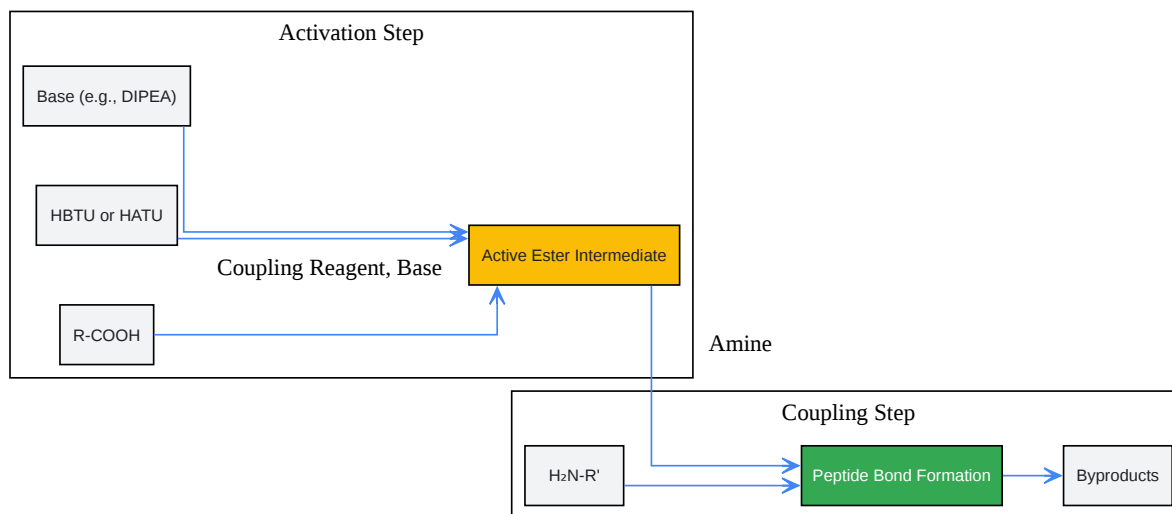 Activation Step
Base (e.g., DIPEA)
HBTU or HATU
Active Ester Intermediate
Coupling Reagent, Base
R-COOH
Amine
Coupling Step
H₂N-R'
Peptide Bond Formation
Byproducts